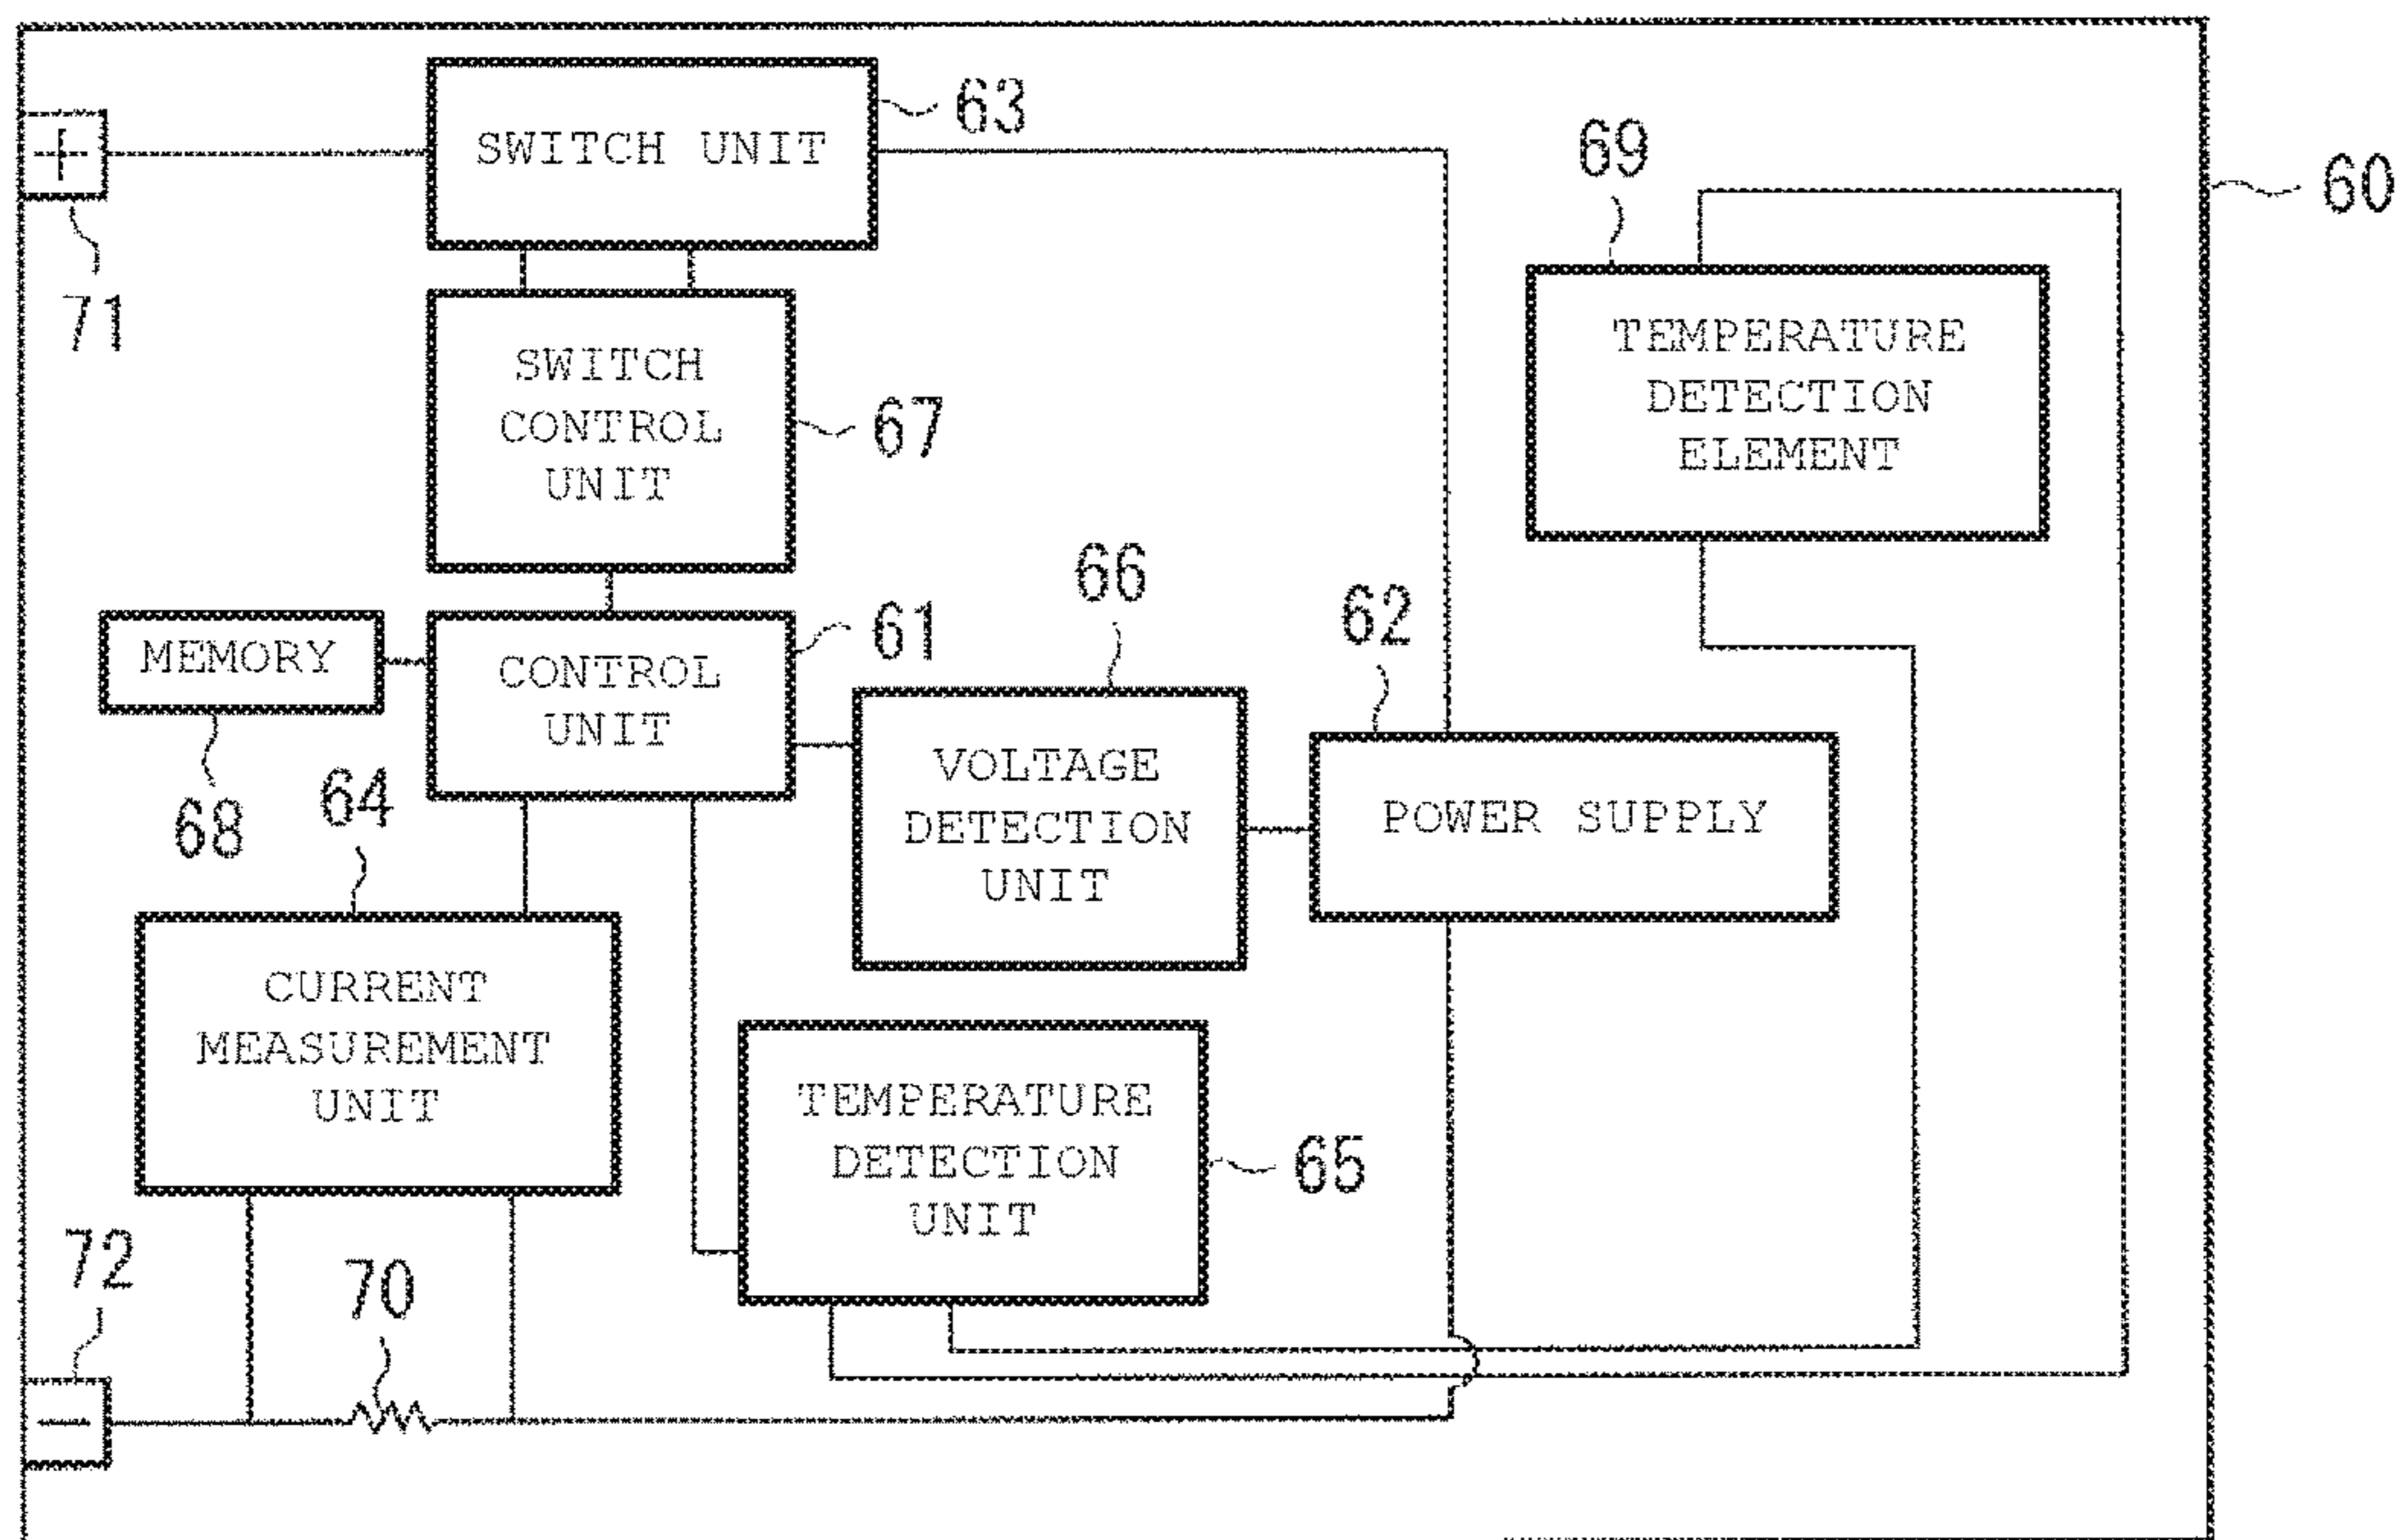 SWITCH UNIT
63
+
71
69
60
TEMPERATURE
DETECTION
ELEMENT
SWITCH
CONTROL
UNIT
67
66
62
61
MEMORY
68
CONTROL
UNIT
64
VOLTAGE
DETECTION
UNIT
POWER SUPPLY
CURRENT
MEASUREMENT
UNIT
TEMPERATURE
DETECTION
UNIT
65
72
70
−